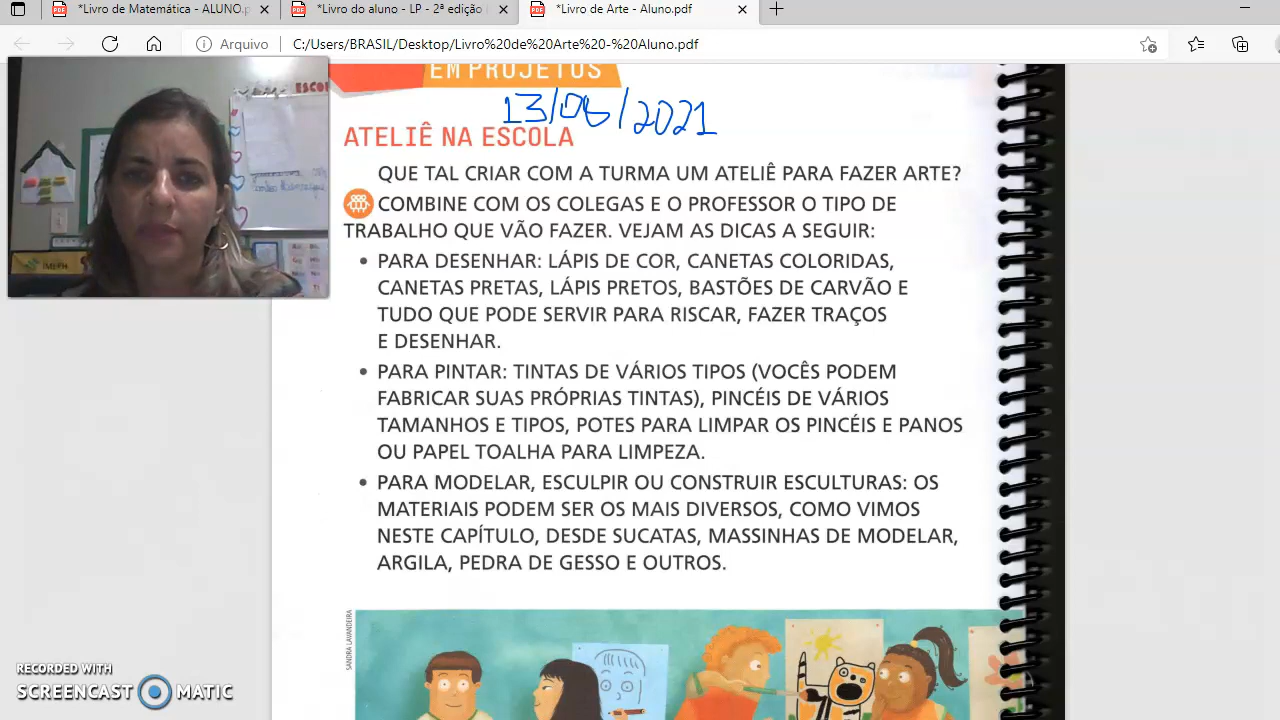 *Livro de Matemática - ALUNO.p
*Livro do aluno - LP - 2ª edição
*Livro de Arte - Aluno.pdf
Arquivo
C:/Users/BRASIL/Desktop/Livro%20de%20Arte%20-%20Aluno.pdf
EM PROJETOS
13/06/2021
ATELIÊ NA ESCOLA
QUE TAL CRIAR COM A TURMA UM ATELIÊ PARA FAZER ARTE?
COMBINE COM OS COLEGAS E O PROFESSOR O TIPO DE
TRABALHO QUE VÃO FAZER. VEJAM AS DICAS A SEGUIR:
• PARA DESENHAR: LÁPIS DE COR, CANETAS COLORIDAS,
CANETAS PRETAS, LÁPIS PRETOS, BASTÕES DE CARVÃO E
TUDO QUE PODE SERVIR PARA RISCAR, FAZER TRAÇOS
E DESENHAR.
• PARA PINTAR: TINTAS DE VÁRIOS TIPOS (VOCÊS PODEM
FABRICAR SUAS PRÓPRIAS TINTAS), PINCÉIS DE VÁRIOS
TAMANHOS E TIPOS, POTES PARA LIMPAR OS PINCÉIS E PANOS
OU PAPEL TOALHA PARA LIMPEZA.
• PARA MODELAR, ESCULPIR OU CONSTRUIR ESCULTURAS: OS
MATERIAIS PODEM SER OS MAIS DIVERSOS, COMO VIMOS
NESTE CAPÍTULO, DESDE SUCATAS, MASSINHAS DE MODELAR,
ARGILA, PEDRA DE GESSO E OUTROS.
SANDRA LAVANDEIRA
RECORDED WITH
SCREENCAST MATIC